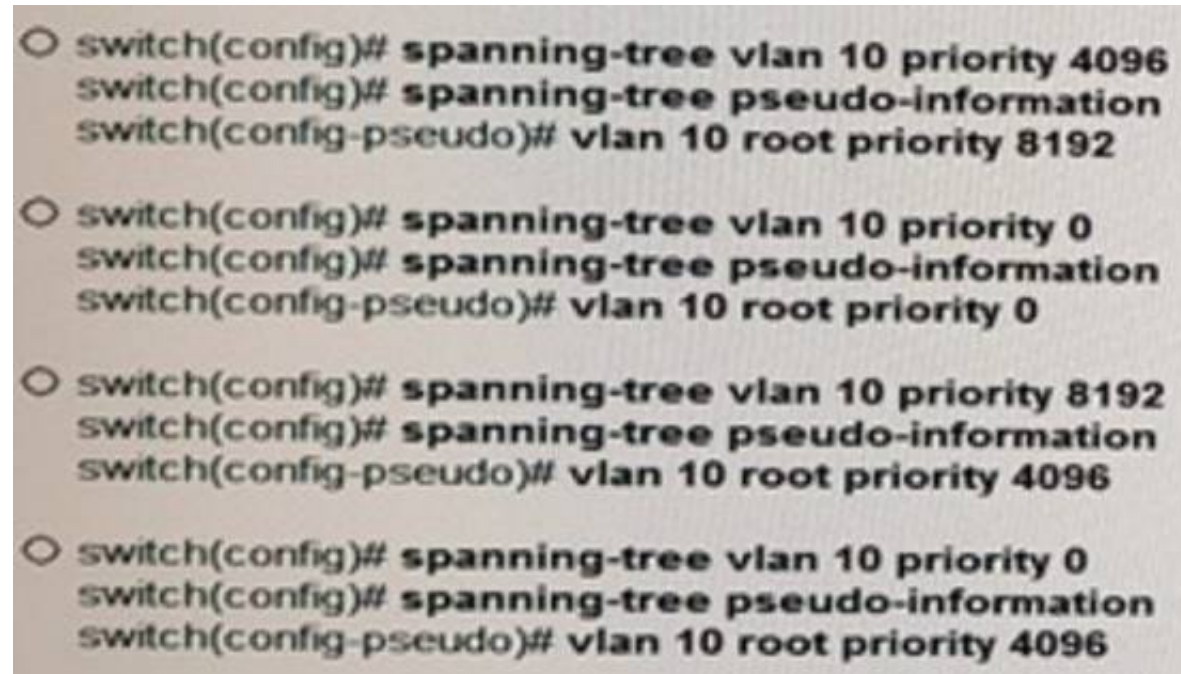 switch(config)# spanning-tree vlan 10 priority 4096
switch(config)# spanning-tree pseudo-information
switch(config-pseudo)# vlan 10 root priority 8192
switch(config)# spanning-tree vlan 10 priority 0
switch(config)# spanning-tree pseudo-information
switch(config-pseudo)# vlan 10 root priority 0
switch(config)# spanning-tree vlan 10 priority 8192
switch(config)# spanning-tree pseudo-information
switch(config-pseudo)# vlan 10 root priority 4096
switch(config)# spanning-tree vlan 10 priority 0
switch(config)# spanning-tree pseudo-information
switch(config-pseudo)# vlan 10 root priority 4096